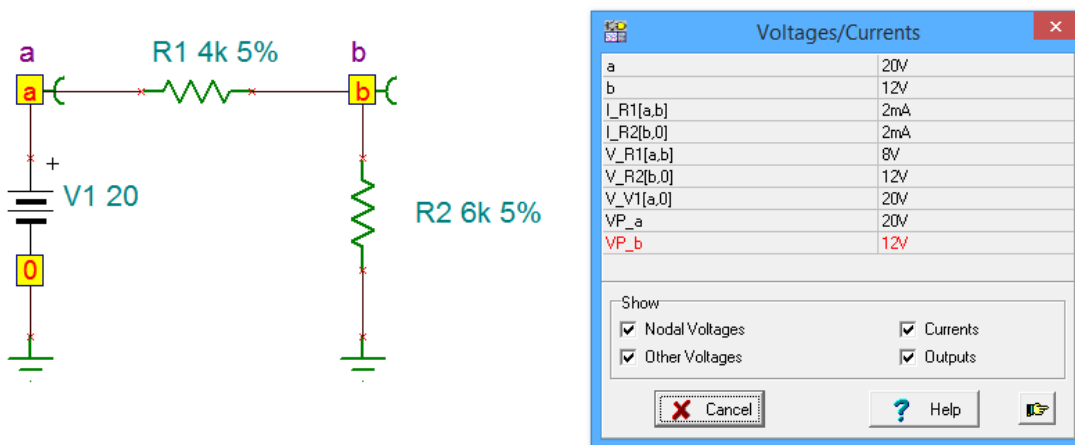 a
R1 4k 5%
b
a
b
+
V1 20
R2 6k 5%
0
Voltages/Currents
a 20V
b 12V
I_R1[a,b] 2mA
I_R2[b,0] 2mA
V_R1[a,b] 8V
V_R2[b,0] 12V
V_V1[a,0] 20V
VP_a 20V
VP_b 12V
Show
Nodal Voltages Currents
Other Voltages Outputs
Cancel ? Help